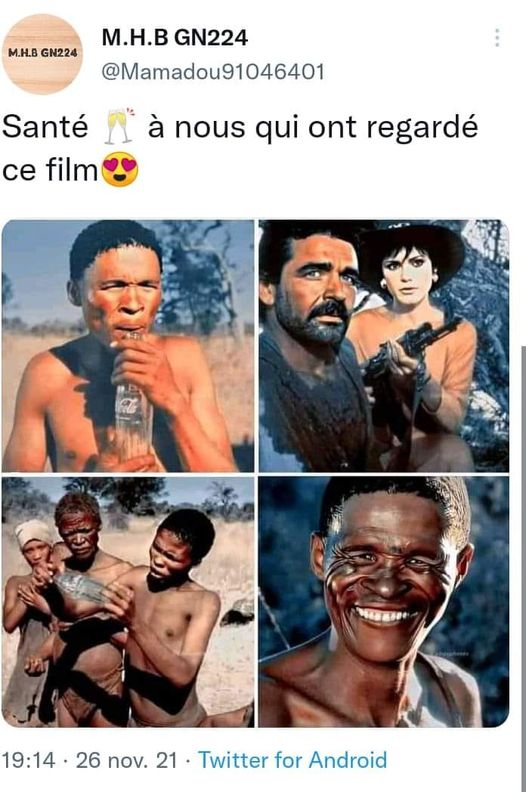 M.H.B GN224
M.H.B GN224
@Mamadou91046401
Santé 🥂 à nous qui ont regardé
ce film😍
19:14 · 26 nov. 21 · Twitter for Android